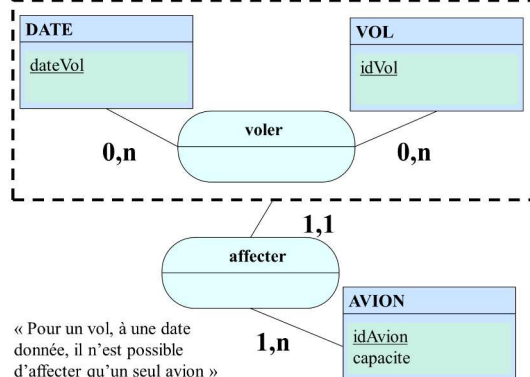 DATE
dateVol
VOL
idVol
voler
0,n
0,n
1,1
affecter
AVION
idAvion
capacite
1,n
« Pour un vol, à une date
donnée, il n'est possible
d'affecter qu'un seul avion »